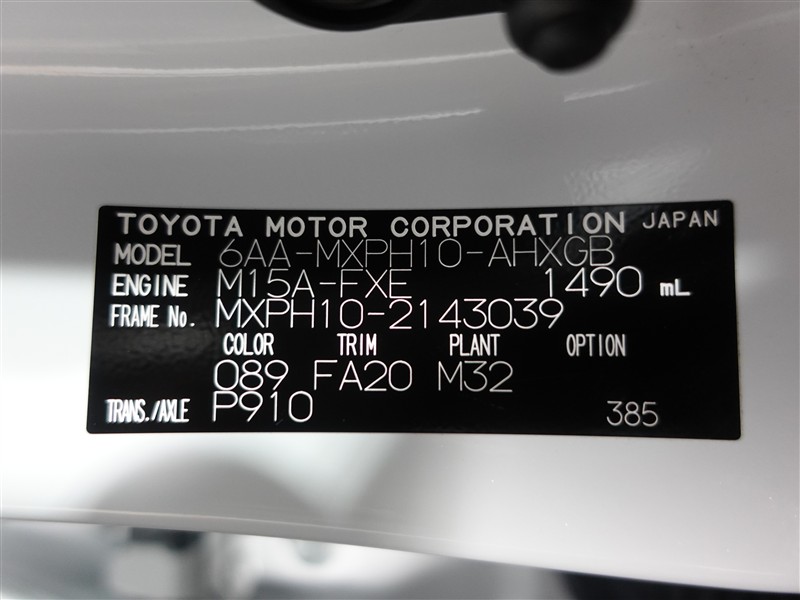 TOYOTA MOTOR CORPORATION JAPAN
MODEL 6AA-MXPH10-AHXGB
ENGINE M15A-FXE 1490 mL
FRAME No. MXPH10-2143039
COLOR TRIM PLANT OPTION
089 FA20 M32
TRANS./AXLE P910 385